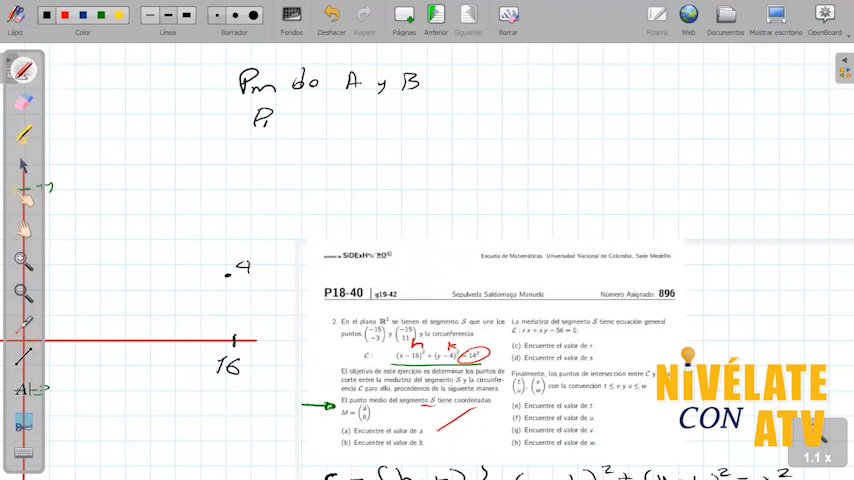 Lápiz
Color
Línea
Borrador
Fondos
Deshacer
Repetir
Páginas
Anterior
Siguiente
Borrar
Pizarra
Web
Documentos
Mostrar escritorio
OpenBoard
Pm do A y B
P
4
16
powered by SiDExH
Escuela de Matemáticas, Universidad Nacional de Colombia, Sede Medellín.
P18-40 g19-42 Sepulveda Saldarriaga Manuela Número Asignado: 896
2. En el plano ℝ² se tienen el segmento S que une los
puntos (-15 -3) y (-15 11) y la circunferencia
h k
C : (x − 16)² + (y − 4)² = 14²
El objetivo de este ejercicio es determinar los puntos de
corte entre la mediatriz del segmento S y la circunfer-
encia C para ello, procedemos de la siguiente manera.
El punto medio del segmento S tiene coordenadas
M = (a b)
(a) Encuentre el valor de a.
(b) Encuentre el valor de b.
La mediatriz del segmento S tiene ecuación general
L : rx + sy − 56 = 0.
(c) Encuentre el valor de r.
(d) Encuentre el valor de s.
Finalmente, los puntos de intersección entre C y
(t u), (v w) con la convención t ≤ v y u ≤ w
(e) Encuentre el valor de t.
(f) Encuentre el valor de u.
(g) Encuentre el valor de v.
(h) Encuentre el valor de w.
NIVÉLATE
CON
ATV
1.1 x